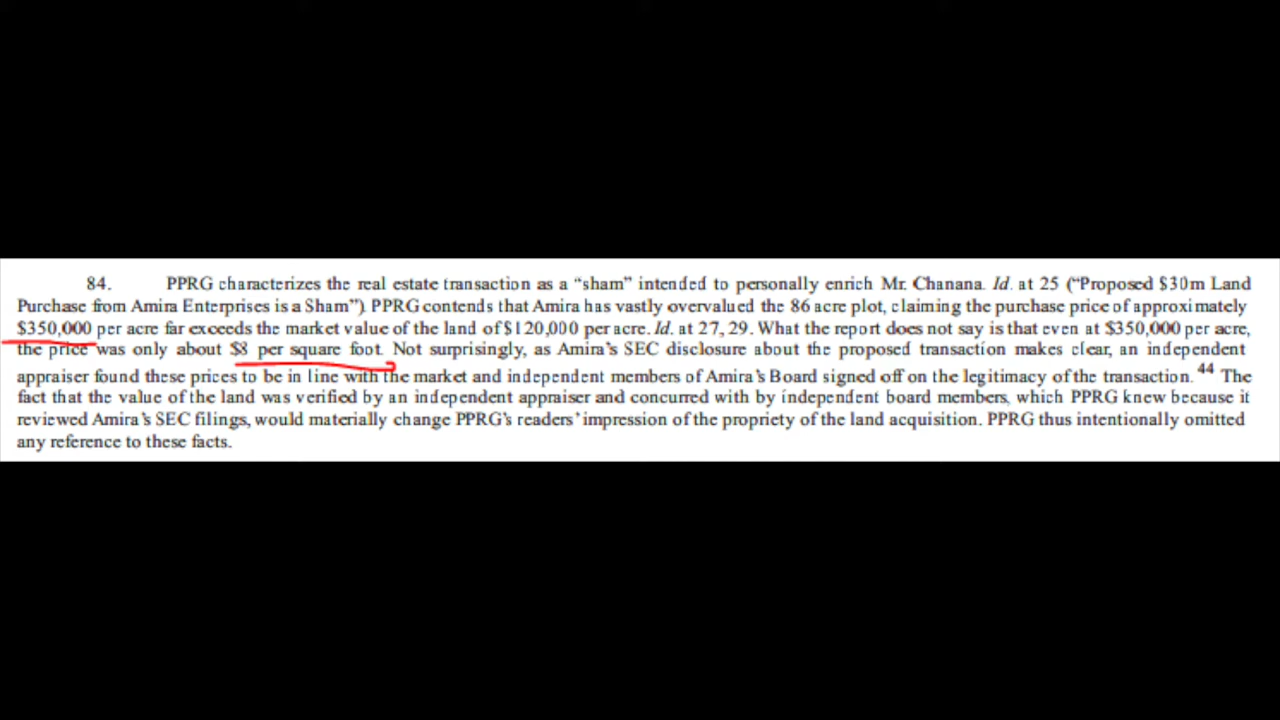 84. PPRG characterizes the real estate transaction as a “sham” intended to personally enrich Mr. Chanana. Id. at 25 (“Proposed $30m Land
Purchase from Amira Enterprises is a Sham”). PPRG contends that Amira has vastly overvalued the 86 acre plot, claiming the purchase price of approximately
$350,000 per acre far exceeds the market value of the land of $120,000 per acre. Id. at 27, 29. What the report does not say is that even at $350,000 per acre,
the price was only about $8 per square foot. Not surprisingly, as Amira’s SEC disclosure about the proposed transaction makes clear, an independent
appraiser found these prices to be in line with the market and independent members of Amira’s Board signed off on the legitimacy of the transaction. 44 The
fact that the value of the land was verified by an independent appraiser and concurred with by independent board members, which PPRG knew because it
reviewed Amira’s SEC filings, would materially change PPRG’s readers’ impression of the propriety of the land acquisition. PPRG thus intentionally omitted
any reference to these facts.